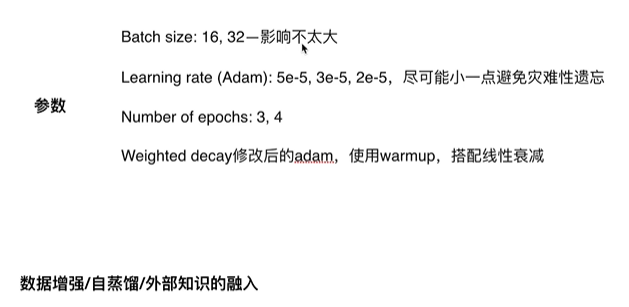 Batch size: 16, 32—影响不太大
Learning rate (Adam): 5e-5, 3e-5, 2e-5，尽可能小一点避免灾难性遗忘
参数
Number of epochs: 3, 4
Weighted decay修改后的adam，使用warmup，搭配线性衰减
数据增强/自蒸馏/外部知识的融入